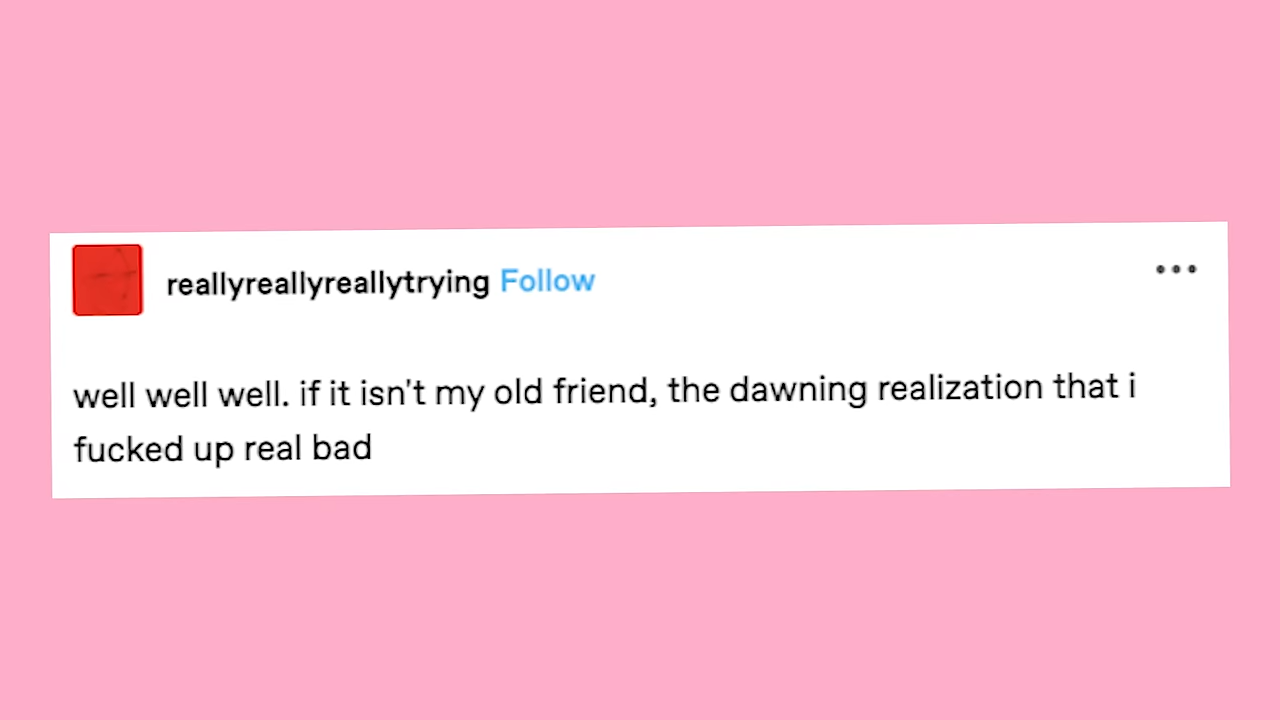 reallyreallyreallytrying Follow
well well well. if it isn't my old friend, the dawning realization that i
fucked up real bad